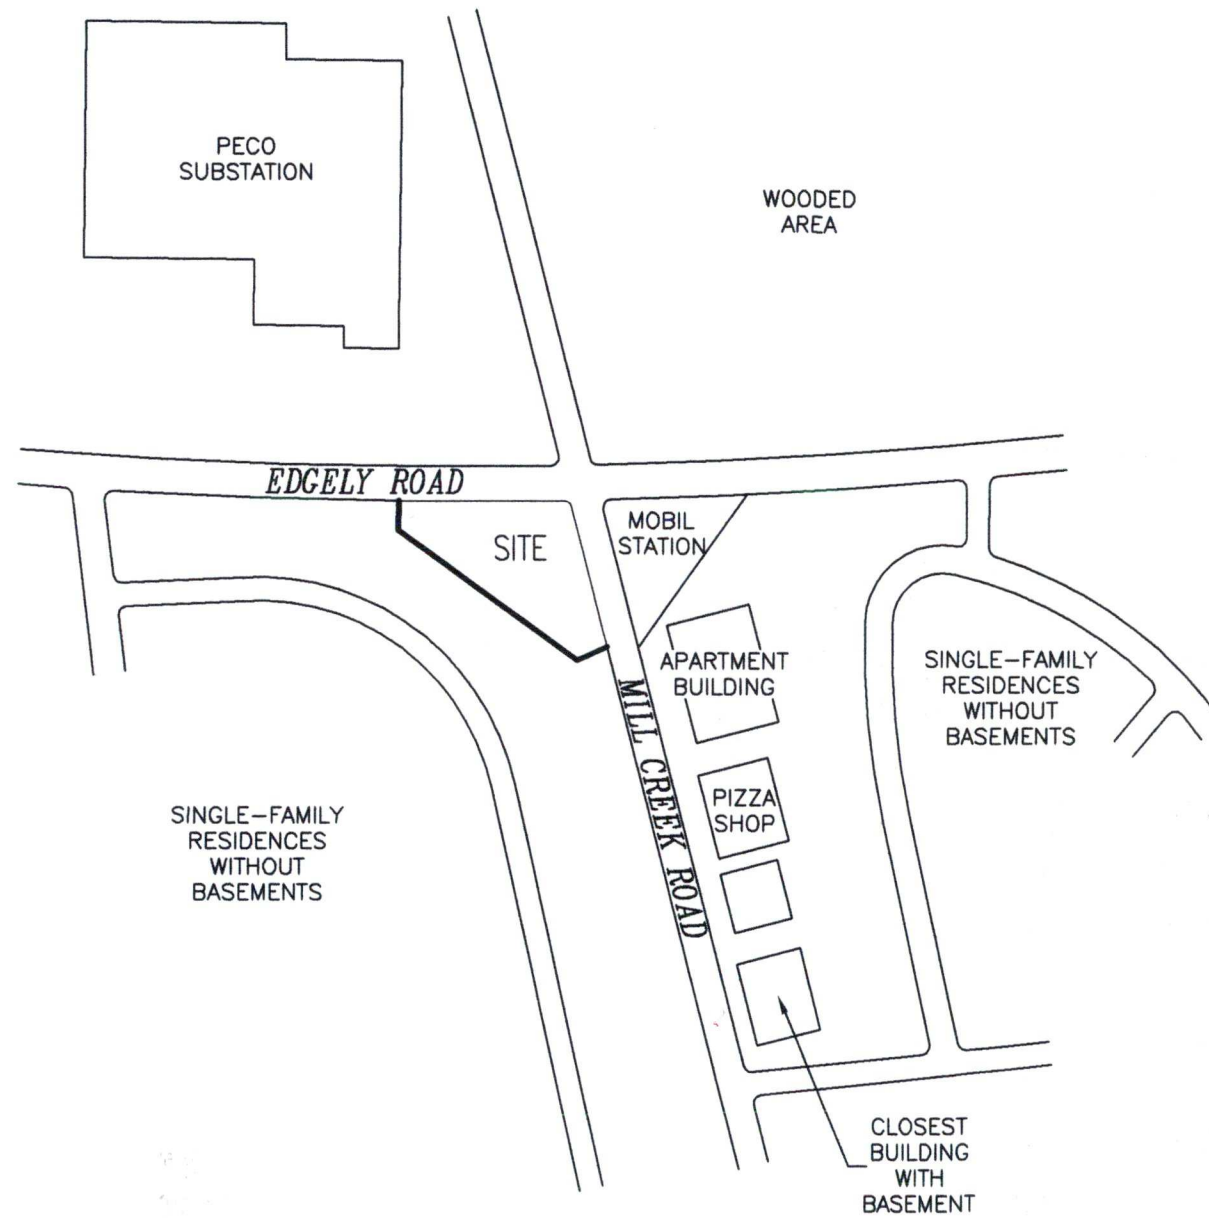 PECO
SUBSTATION
WOODED
AREA
EDGELY ROAD
SITE
MOBIL
STATION
APARTMENT
BUILDING
SINGLE-FAMILY
RESIDENCES
WITHOUT
BASEMENTS
MILL CREEK ROAD
PIZZA
SHOP
SINGLE-FAMILY
RESIDENCES
WITHOUT
BASEMENTS
CLOSEST
BUILDING
WITH
BASEMENT